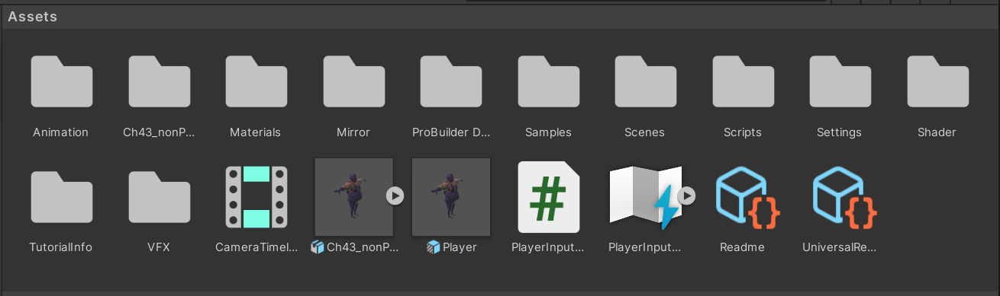 Assets
Animation
Ch43_nonP...
Materials
Mirror
ProBuilder D...
Samples
Scenes
Scripts
Settings
Shader
TutorialInfo
VFX
CameraTimel...
Ch43_nonP...
Player
PlayerInput...
PlayerInput...
Readme
UniversalRe...